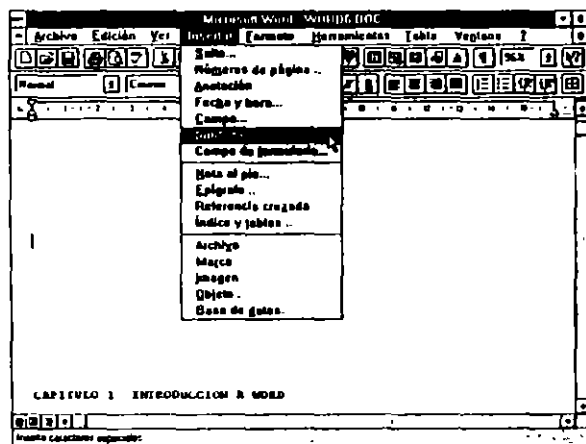 Microsoft Word - WORD6.DOC
Archivo Edición Ver Insertar Formato Herramientas Tabla Ventana ?
Salto...
Números de página...
Anotación
Fecha y hora...
Campo...
Campo de formulario...
Nota al pie...
Epígrafe...
Referencia cruzada
Índice y tablas...
Archivo
Marco
Imagen
Objeto.
Base de datos.
Normal
CAPITULO 1 INTRODUCCION A WORD
Inserta caracteres especiales